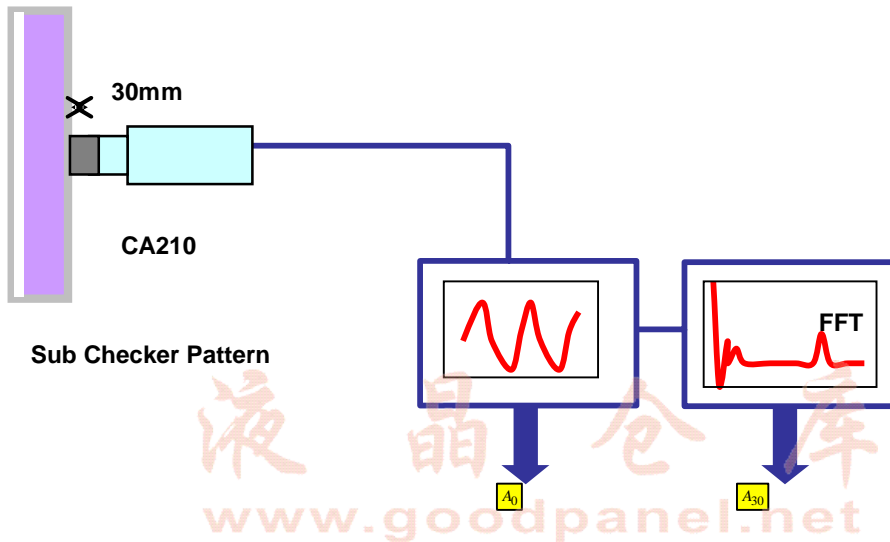 30mm
CA210
FFT
Sub Checker Pattern
液晶仓库
A0
A30
www.goodpanel.net